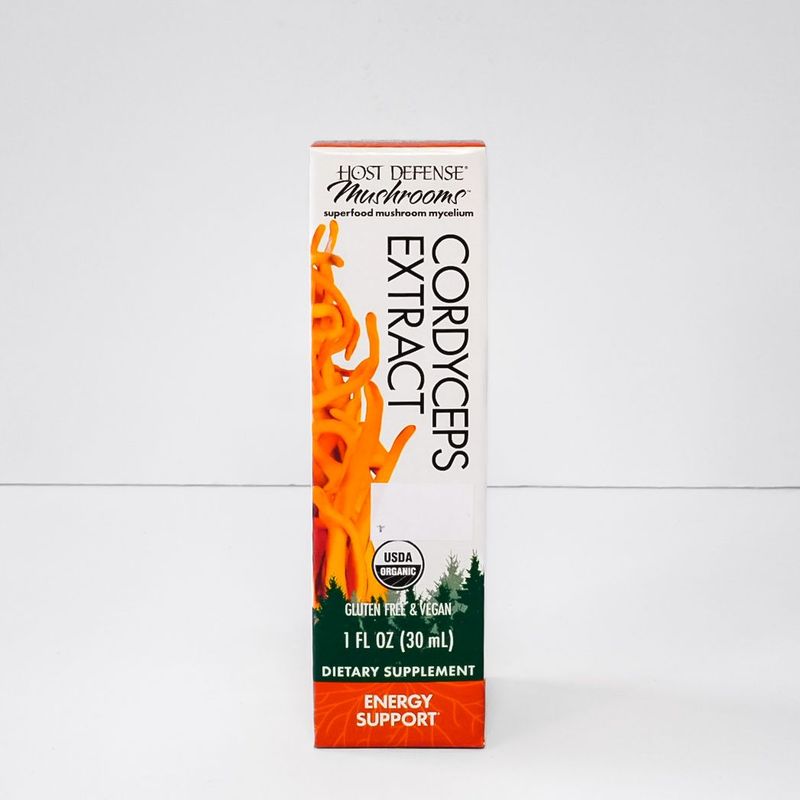 HOST DEFENSE®
Mushrooms™
superfood mushroom mycelium
CORDYCEPS
EXTRACT
USDA
ORGANIC
GLUTEN FREE & VEGAN
1 FL OZ (30 mL)
DIETARY SUPPLEMENT
ENERGY
SUPPORT*